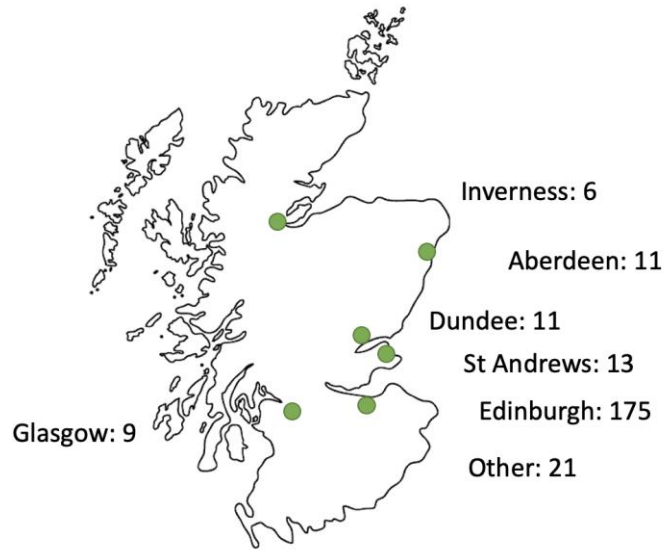 Inverness: 6
Aberdeen: 11
Dundee: 11
St Andrews: 13
Edinburgh: 175
Glasgow: 9
Other: 21